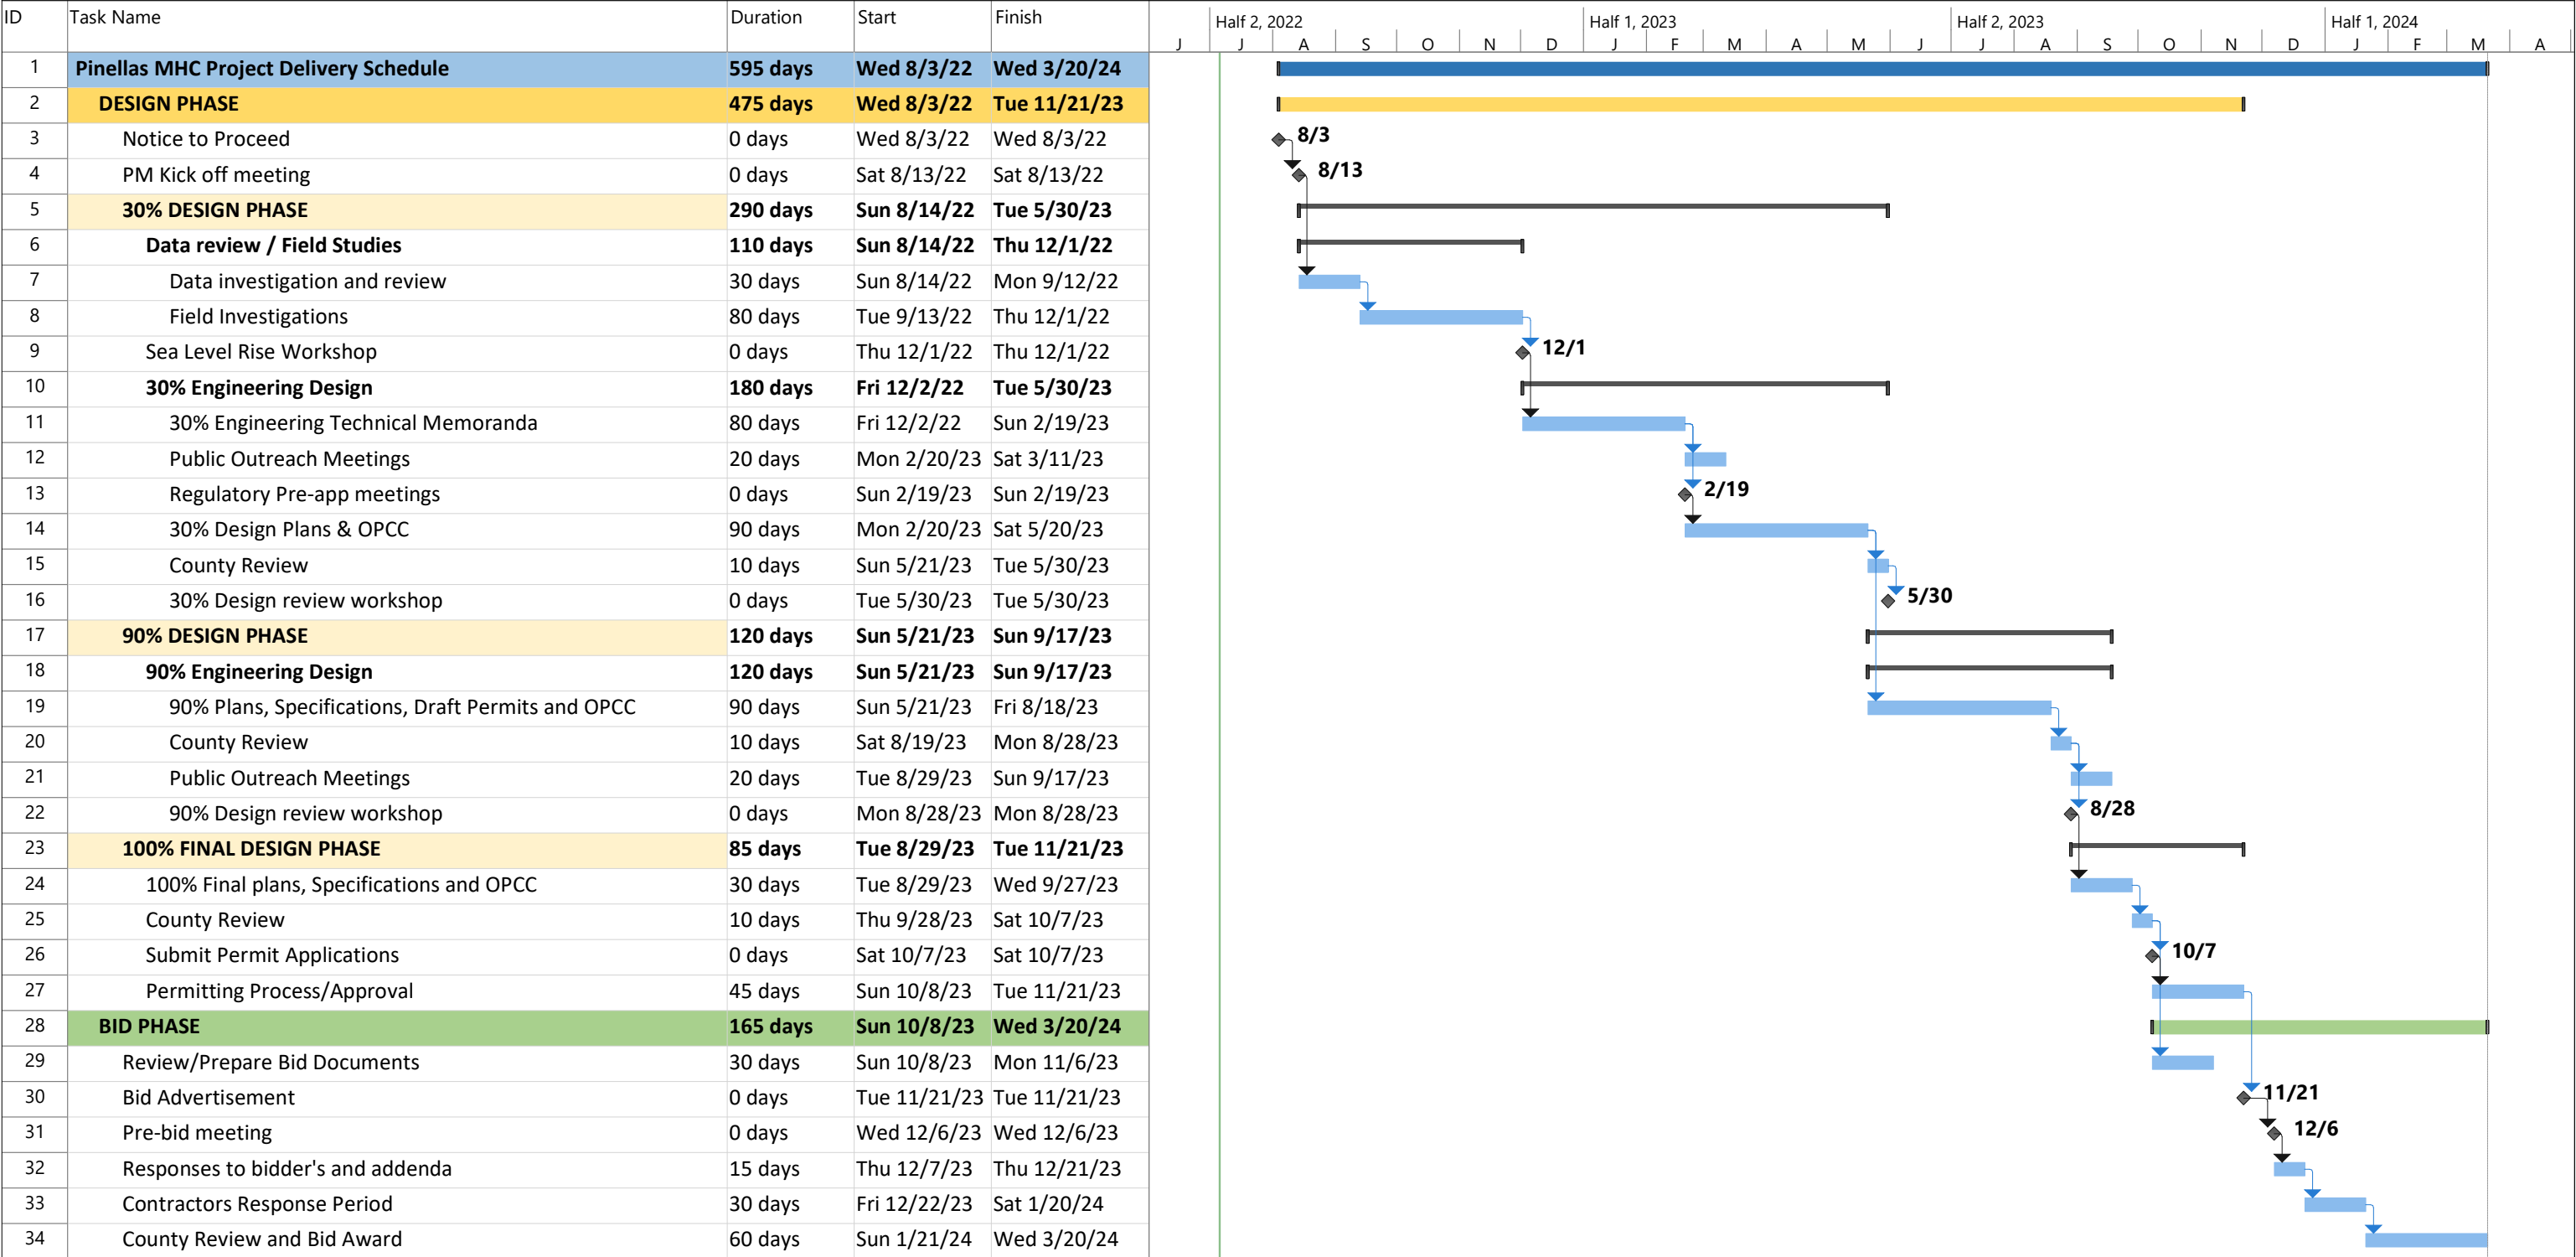 ID Task Name Duration Start Finish Half 2, 2022 Half 1, 2023 Half 2, 2023 Half 1, 2024
J J A S O N D J F M A M J J A S O N D J F M A
1 Pinellas MHC Project Delivery Schedule 595 days Wed 8/3/22 Wed 3/20/24
2 DESIGN PHASE 475 days Wed 8/3/22 Tue 11/21/23
3 Notice to Proceed 0 days Wed 8/3/22 Wed 8/3/22 8/3
4 PM Kick off meeting 0 days Sat 8/13/22 Sat 8/13/22 8/13
5 30% DESIGN PHASE 290 days Sun 8/14/22 Tue 5/30/23
6 Data review / Field Studies 110 days Sun 8/14/22 Thu 12/1/22
7 Data investigation and review 30 days Sun 8/14/22 Mon 9/12/22
8 Field Investigations 80 days Tue 9/13/22 Thu 12/1/22
9 Sea Level Rise Workshop 0 days Thu 12/1/22 Thu 12/1/22 12/1
10 30% Engineering Design 180 days Fri 12/2/22 Tue 5/30/23
11 30% Engineering Technical Memoranda 80 days Fri 12/2/22 Sun 2/19/23
12 Public Outreach Meetings 20 days Mon 2/20/23 Sat 3/11/23
13 Regulatory Pre-app meetings 0 days Sun 2/19/23 Sun 2/19/23 2/19
14 30% Design Plans & OPCC 90 days Mon 2/20/23 Sat 5/20/23
15 County Review 10 days Sun 5/21/23 Tue 5/30/23
16 30% Design review workshop 0 days Tue 5/30/23 Tue 5/30/23 5/30
17 90% DESIGN PHASE 120 days Sun 5/21/23 Sun 9/17/23
18 90% Engineering Design 120 days Sun 5/21/23 Sun 9/17/23
19 90% Plans, Specifications, Draft Permits and OPCC 90 days Sun 5/21/23 Fri 8/18/23
20 County Review 10 days Sat 8/19/23 Mon 8/28/23
21 Public Outreach Meetings 20 days Tue 8/29/23 Sun 9/17/23
22 90% Design review workshop 0 days Mon 8/28/23 Mon 8/28/23 8/28
23 100% FINAL DESIGN PHASE 85 days Tue 8/29/23 Tue 11/21/23
24 100% Final plans, Specifications and OPCC 30 days Tue 8/29/23 Wed 9/27/23
25 County Review 10 days Thu 9/28/23 Sat 10/7/23
26 Submit Permit Applications 0 days Sat 10/7/23 Sat 10/7/23 10/7
27 Permitting Process/Approval 45 days Sun 10/8/23 Tue 11/21/23
28 BID PHASE 165 days Sun 10/8/23 Wed 3/20/24
29 Review/Prepare Bid Documents 30 days Sun 10/8/23 Mon 11/6/23
30 Bid Advertisement 0 days Tue 11/21/23 Tue 11/21/23 11/21
31 Pre-bid meeting 0 days Wed 12/6/23 Wed 12/6/23 12/6
32 Responses to bidder's and addenda 15 days Thu 12/7/23 Thu 12/21/23
33 Contractors Response Period 30 days Fri 12/22/23 Sat 1/20/24
34 County Review and Bid Award 60 days Sun 1/21/24 Wed 3/20/24